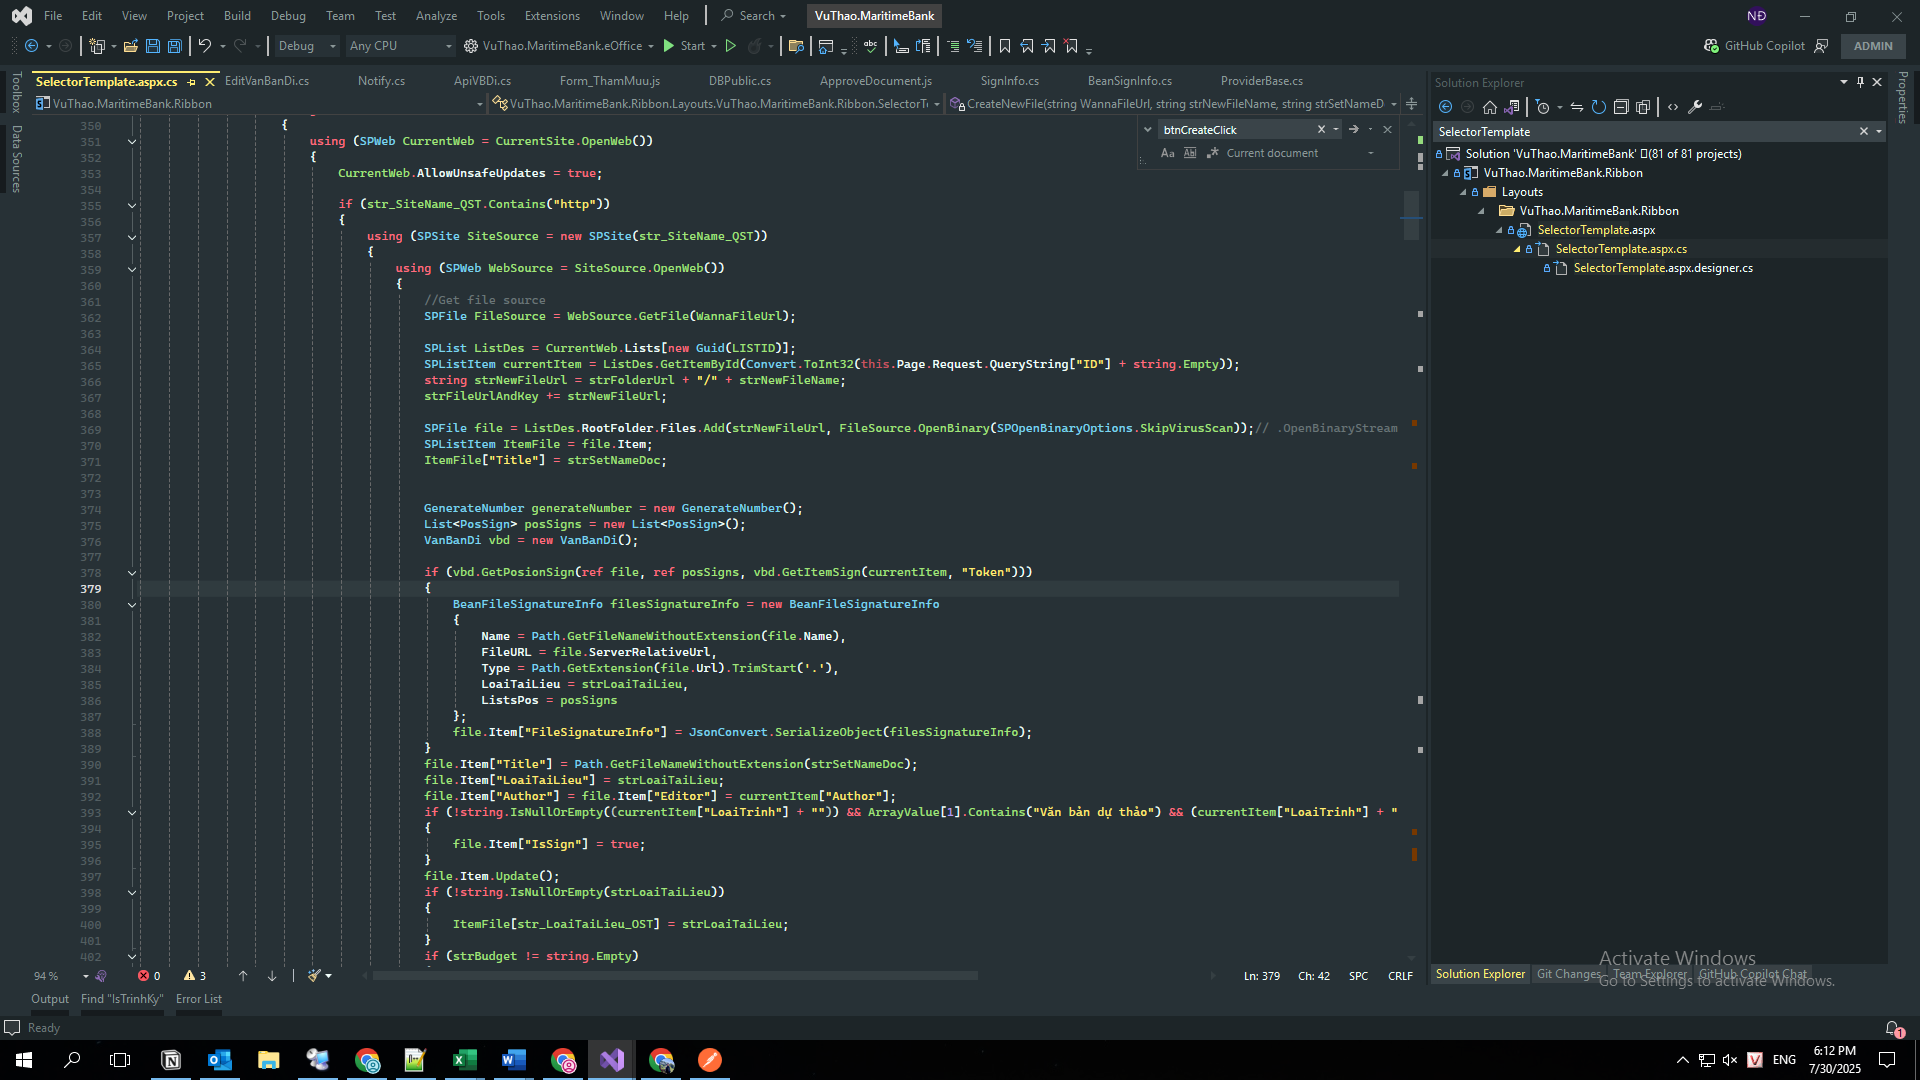 File Edit View Project Build Debug Team Test Analyze Tools Extensions Window Help Search VuThao.MaritimeBank NĐ
Debug Any CPU VuThao.MaritimeBank.eOffice Start GitHub Copilot ADMIN
SelectorTemplate.aspx.cs EditVanBanDi.cs Notify.cs ApiVBDi.cs Form_ThamMuu.js DBPublic.cs ApproveDocument.js SignInfo.cs BeanSignInfo.cs ProviderBase.cs
VuThao.MaritimeBank.Ribbon VuThao.MaritimeBank.Ribbon.Layouts.VuThao.MaritimeBank.Ribbon.SelectorT CreateNewFile(string WannaFileUrl, string strNewFileName, string strSetNameD
Toolbox
Data Sources
btnCreateClick
Aa Current document
350 {
351 using (SPWeb CurrentWeb = CurrentSite.OpenWeb())
352 {
353 CurrentWeb.AllowUnsafeUpdates = true;
354
355 if (str_SiteName_QST.Contains("http"))
356 {
357 using (SPSite SiteSource = new SPSite(str_SiteName_QST))
358 {
359 using (SPWeb WebSource = SiteSource.OpenWeb())
360 {
361 //Get file source
362 SPFile FileSource = WebSource.GetFile(WannaFileUrl);
363
364 SPList ListDes = CurrentWeb.Lists[new Guid(LISTID)];
365 SPListItem currentItem = ListDes.GetItemById(Convert.ToInt32(this.Page.Request.QueryString["ID"] + string.Empty));
366 string strNewFileUrl = strFolderUrl + "/" + strNewFileName;
367 strFileUrlAndKey += strNewFileUrl;
368
369 SPFile file = ListDes.RootFolder.Files.Add(strNewFileUrl, FileSource.OpenBinary(SPOpenBinaryOptions.SkipVirusScan));// .OpenBinaryStream
370 SPListItem ItemFile = file.Item;
371 ItemFile["Title"] = strSetNameDoc;
372
373
374 GenerateNumber generateNumber = new GenerateNumber();
375 List<PosSign> posSigns = new List<PosSign>();
376 VanBanDi vbd = new VanBanDi();
377
378 if (vbd.GetPosionSign(ref file, ref posSigns, vbd.GetItemSign(currentItem, "Token")))
379 {
380 BeanFileSignatureInfo filesSignatureInfo = new BeanFileSignatureInfo
381 {
382 Name = Path.GetFileNameWithoutExtension(file.Name),
383 FileURL = file.ServerRelativeUrl,
384 Type = Path.GetExtension(file.Url).TrimStart('.'),
385 LoaiTaiLieu = strLoaiTaiLieu,
386 ListsPos = posSigns
387 };
388 file.Item["FileSignatureInfo"] = JsonConvert.SerializeObject(filesSignatureInfo);
389 }
390 file.Item["Title"] = Path.GetFileNameWithoutExtension(strSetNameDoc);
391 file.Item["LoaiTaiLieu"] = strLoaiTaiLieu;
392 file.Item["Author"] = file.Item["Editor"] = currentItem["Author"];
393 if (!string.IsNullOrEmpty((currentItem["LoaiTrinh"] + "")) && ArrayValue[1].Contains("Văn bản dự thảo") && (currentItem["LoaiTrinh"] + "
394 {
395 file.Item["IsSign"] = true;
396 }
397 file.Item.Update();
398 if (!string.IsNullOrEmpty(strLoaiTaiLieu))
399 {
400 ItemFile[str_LoaiTaiLieu_OST] = strLoaiTaiLieu;
401 }
402 if (strBudget != string.Empty)
94 % 0 3 Ln: 379 Ch: 42 SPC CRLF
Output Find "IsTrinhKy" Error List
Ready
Solution Explorer
SelectorTemplate
Solution 'VuThao.MaritimeBank' (81 of 81 projects)
VuThao.MaritimeBank.Ribbon
Layouts
VuThao.MaritimeBank.Ribbon
SelectorTemplate.aspx
SelectorTemplate.aspx.cs
SelectorTemplate.aspx.designer.cs
Properties
Solution Explorer Git Changes Team Explorer GitHub Copilot Chat
Activate Windows
Go to Settings to activate Windows.
1
ENG
6:12 PM
7/30/2025